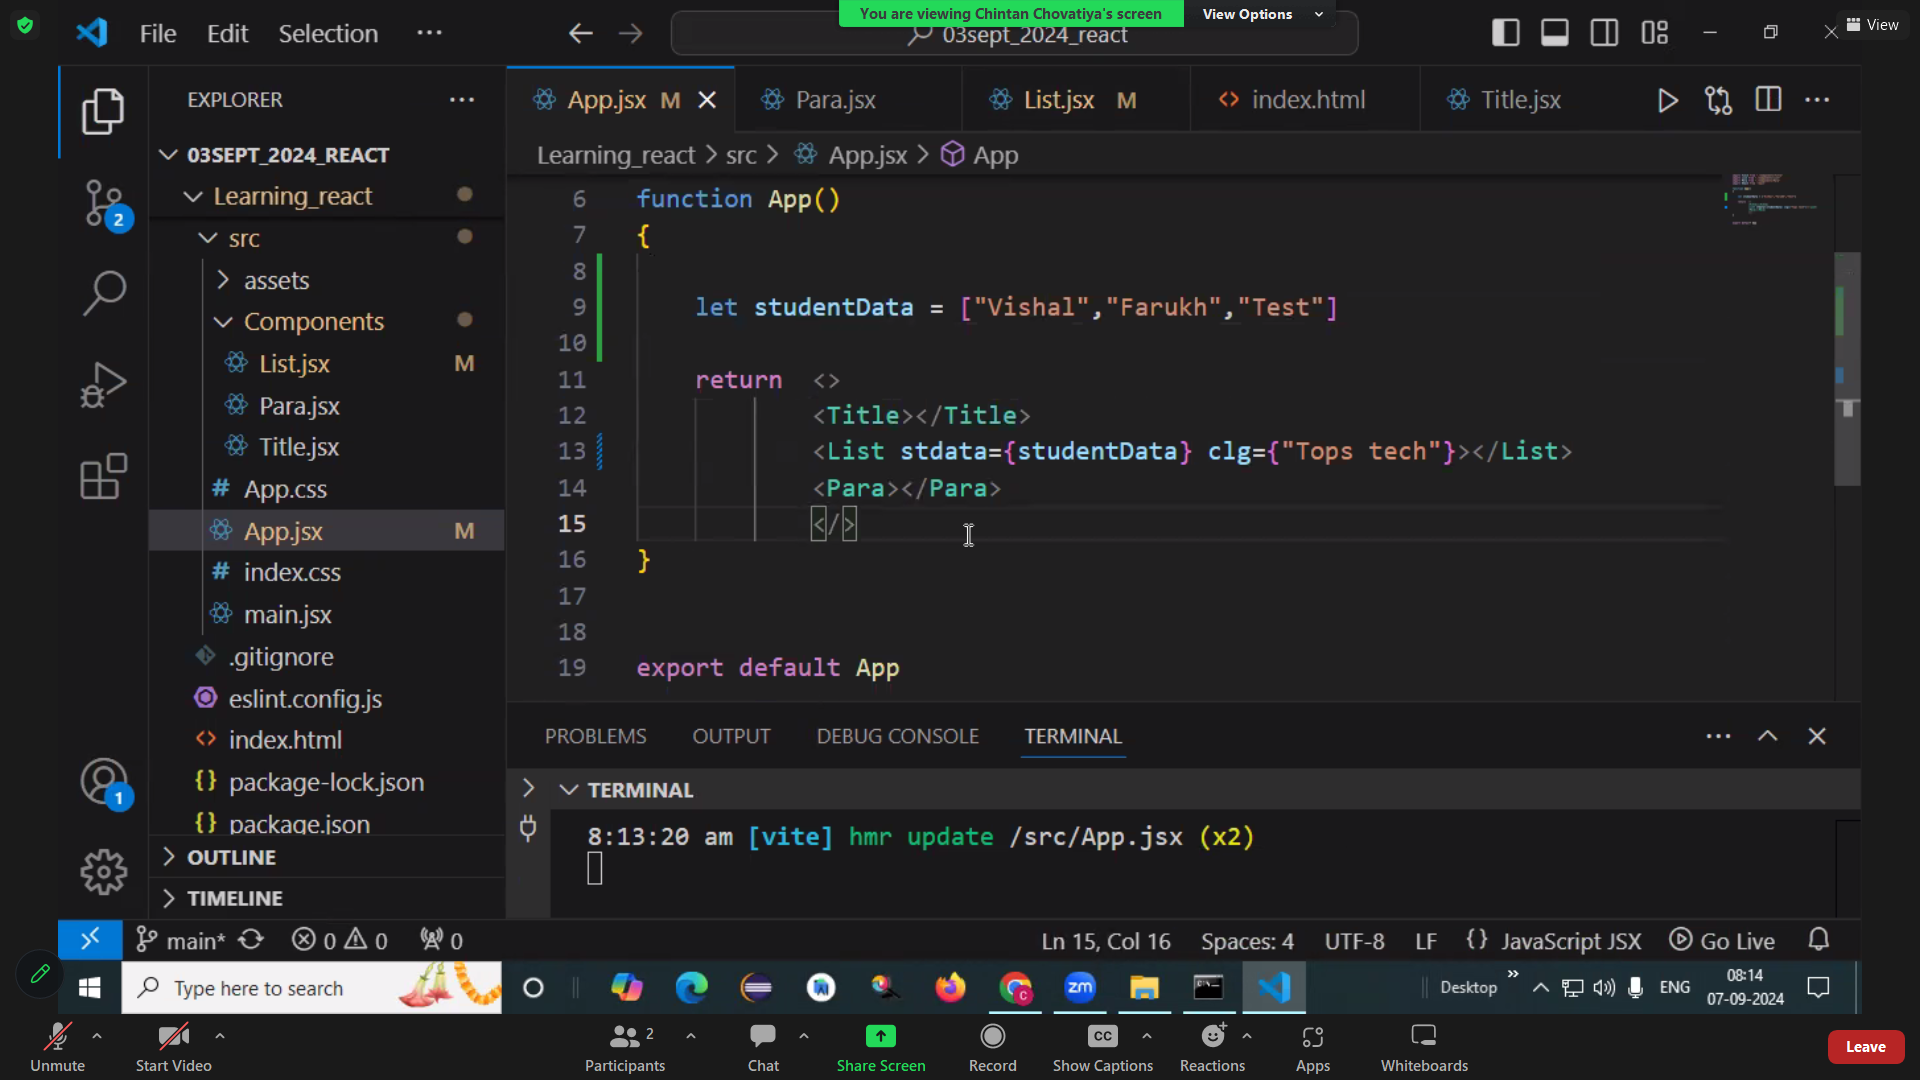 You are viewing Chintan Chovatiya's screen
View Options
View
File Edit Selection ...
03sept_2024_react
EXPLORER
App.jsx M
Para.jsx
List.jsx M
index.html
Title.jsx
Learning_react > src > App.jsx > App
03SEPT_2024_REACT
Learning_react
src
assets
Components
List.jsx M
Para.jsx
Title.jsx
App.css
App.jsx M
index.css
main.jsx
.gitignore
eslint.config.js
index.html
package-lock.json
package.json
OUTLINE
TIMELINE
2
1
6 function App()
7 {
8
9 let studentData = ["Vishal","Farukh","Test"]
10
11 return <>
12 <Title></Title>
13 <List stdata={studentData} clg={"Tops tech"}></List>
14 <Para></Para>
15 </>
16 }
17
18
19 export default App
PROBLEMS OUTPUT DEBUG CONSOLE TERMINAL
TERMINAL
8:13:20 am [vite] hmr update /src/App.jsx (x2)
main* 0 0 0
Ln 15, Col 16 Spaces: 4 UTF-8 LF {} JavaScript JSX Go Live
Type here to search
zm
Desktop
ENG
08:14
07-09-2024
Unmute
Start Video
Participants 2
Chat
Share Screen
Record
CC
Show Captions
Reactions
Apps
Whiteboards
Leave